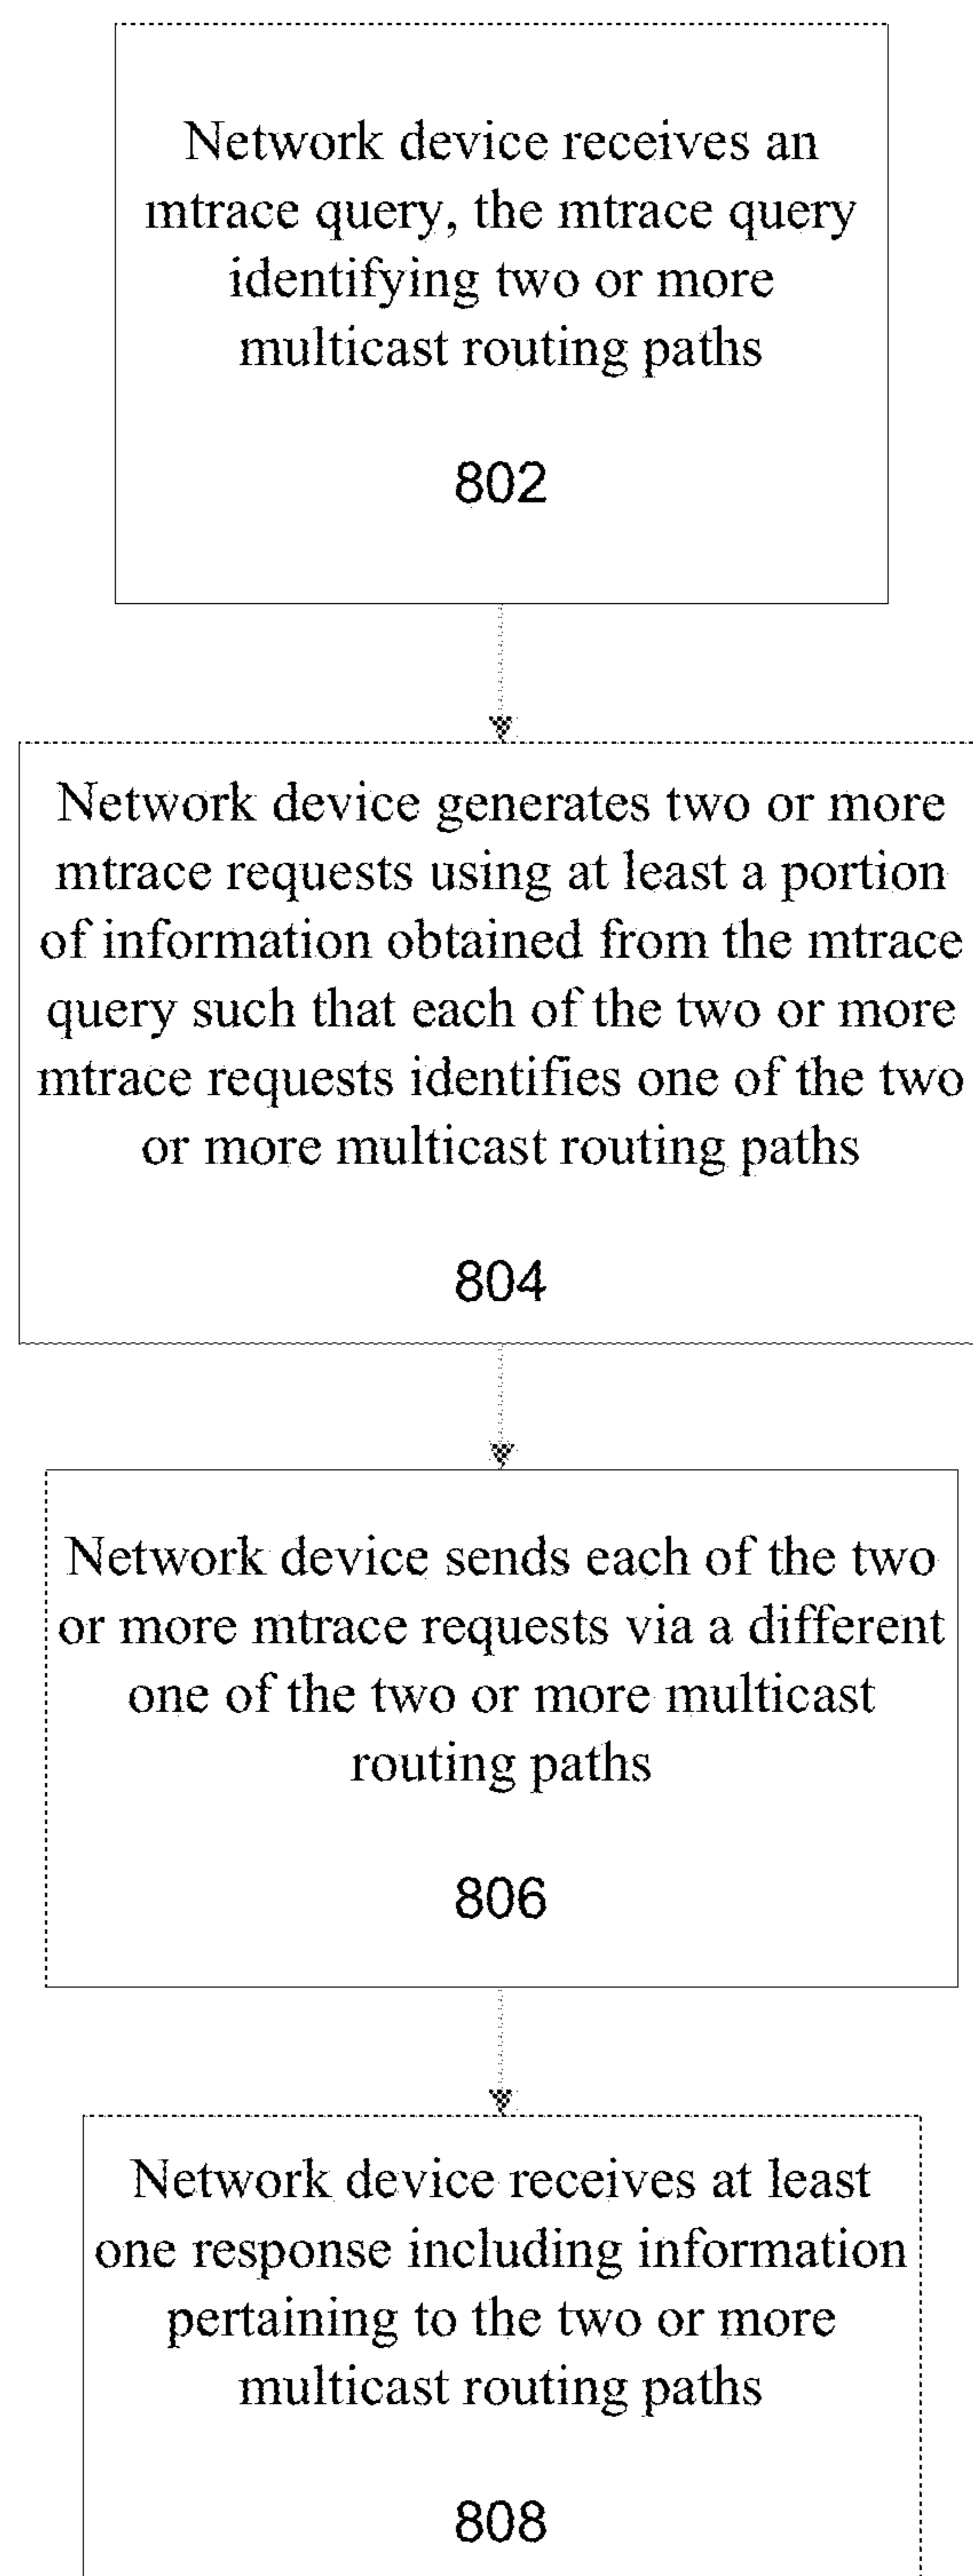 Network device receives an
mtrace query, the mtrace query
identifying two or more
multicast routing paths
802
Network device generates two or more
mtrace requests using at least a portion
of information obtained from the mtrace
query such that each of the two or more
mtrace requests identifies one of the two
or more multicast routing paths
804
Network device sends each of the two
or more mtrace requests via a different
one of the two or more multicast
routing paths
806
Network device receives at least
one response including information
pertaining to the two or more
multicast routing paths
808